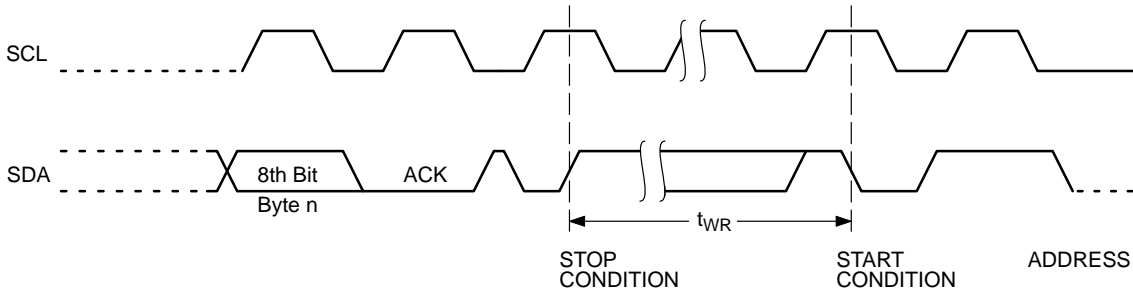 SCL
SDA
8th Bit
Byte n
ACK
tWR
STOP
CONDITION
START
CONDITION
ADDRESS